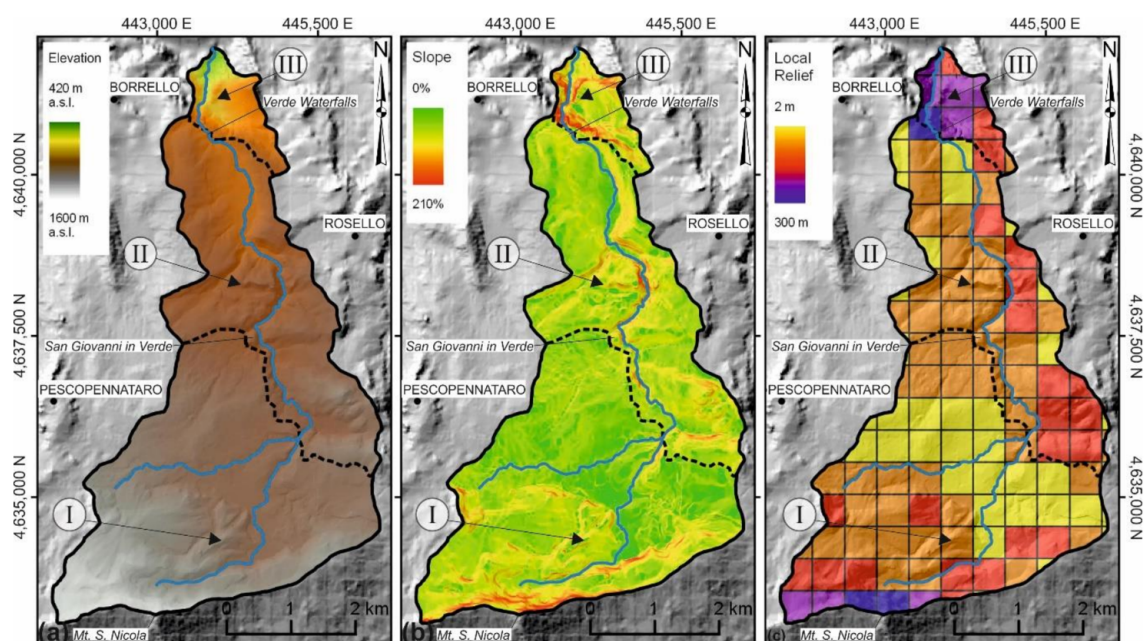 443,000 E
445,500 E
443,000 E
445,500 E
443,000 E
445,500 E
Elevation
420 m
a.s.l.
1600 m
a.s.l.
N
III
BORRELLO
Verde Waterfalls
II
ROSELLO
San Giovanni in Verde
PESCOPENNATARO
I
0 1 2 km
(a)
Mt. S. Nicola
4,640,000 N
4,637,500 N
4,635,000 N
Slope
0%
210%
N
III
BORRELLO
Verde Waterfalls
II
ROSELLO
San Giovanni in Verde
PESCOPENNATARO
I
0 1 2 km
(b)
Mt. S. Nicola
Local
Relief
2 m
300 m
N
III
BORRELLO
Verde Waterfalls
II
ROSELLO
San Giovanni in Verde
PESCOPENNATARO
I
0 1 2 km
(c)
Mt. S. Nicola
4,640,000 N
4,637,500 N
4,635,000 N